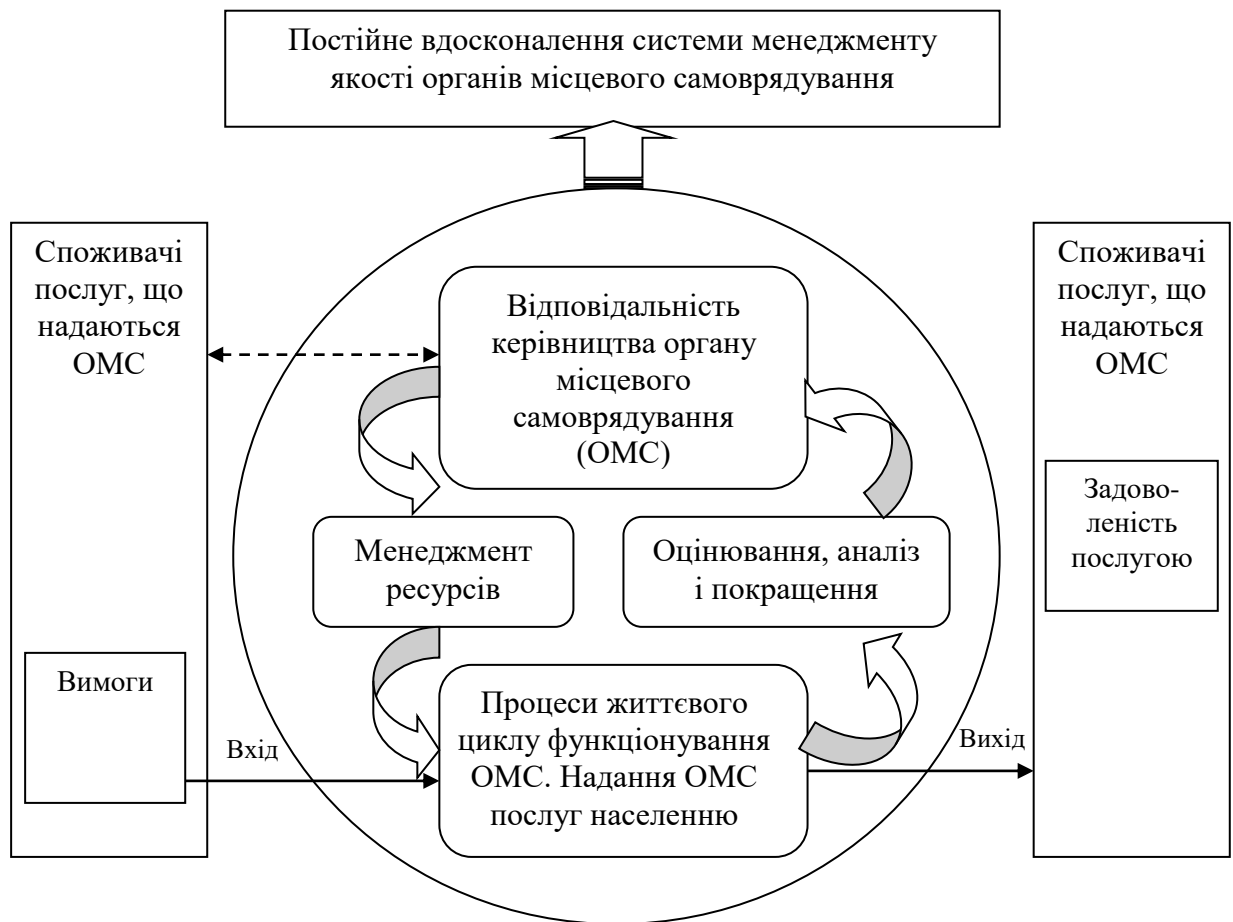 Постійне вдосконалення системи менеджменту
якості органів місцевого самоврядування
Споживачі
послуг, що
надаються
ОМС
Вимоги
Вхід
Відповідальність
керівництва органу
місцевого
самоврядування
(ОМС)
Менеджмент
ресурсів
Оцінювання, аналіз
і покращення
Процеси життєвого
циклу функціонування
ОМС. Надання ОМС
послуг населенню
Вихід
Споживачі
послуг, що
надаються
ОМС
Задово-
леність
послугою